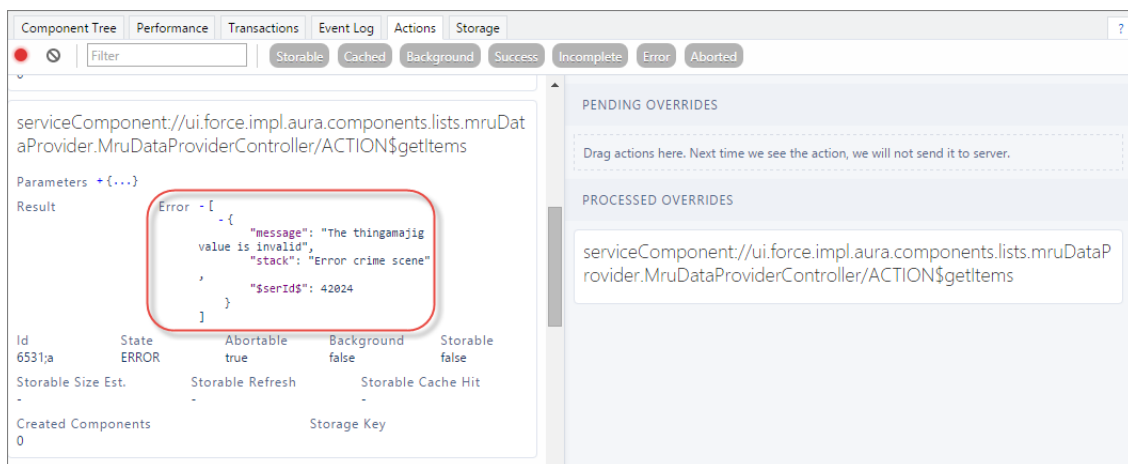 Component Tree Performance Transactions Event Log Actions Storage ?
Filter Storable Cached Background Success Incomplete Error Aborted
serviceComponent://ui.force.impl.aura.components.lists.mruDat
aProvider.MruDataProviderController/ACTION$getItems
Parameters + {...}
Result Error - [
- {
"message": "The thingamajig
value is invalid",
"stack": "Error crime scene"
,
"$serId$": 42024
}
]
Id State Abortable Background Storable
6531;a ERROR true false false
Storable Size Est. Storable Refresh Storable Cache Hit
- - -
Created Components Storage Key
0
PENDING OVERRIDES
Drag actions here. Next time we see the action, we will not send it to server.
PROCESSED OVERRIDES
serviceComponent://ui.force.impl.aura.components.lists.mruDataP
rovider.MruDataProviderController/ACTION$getItems